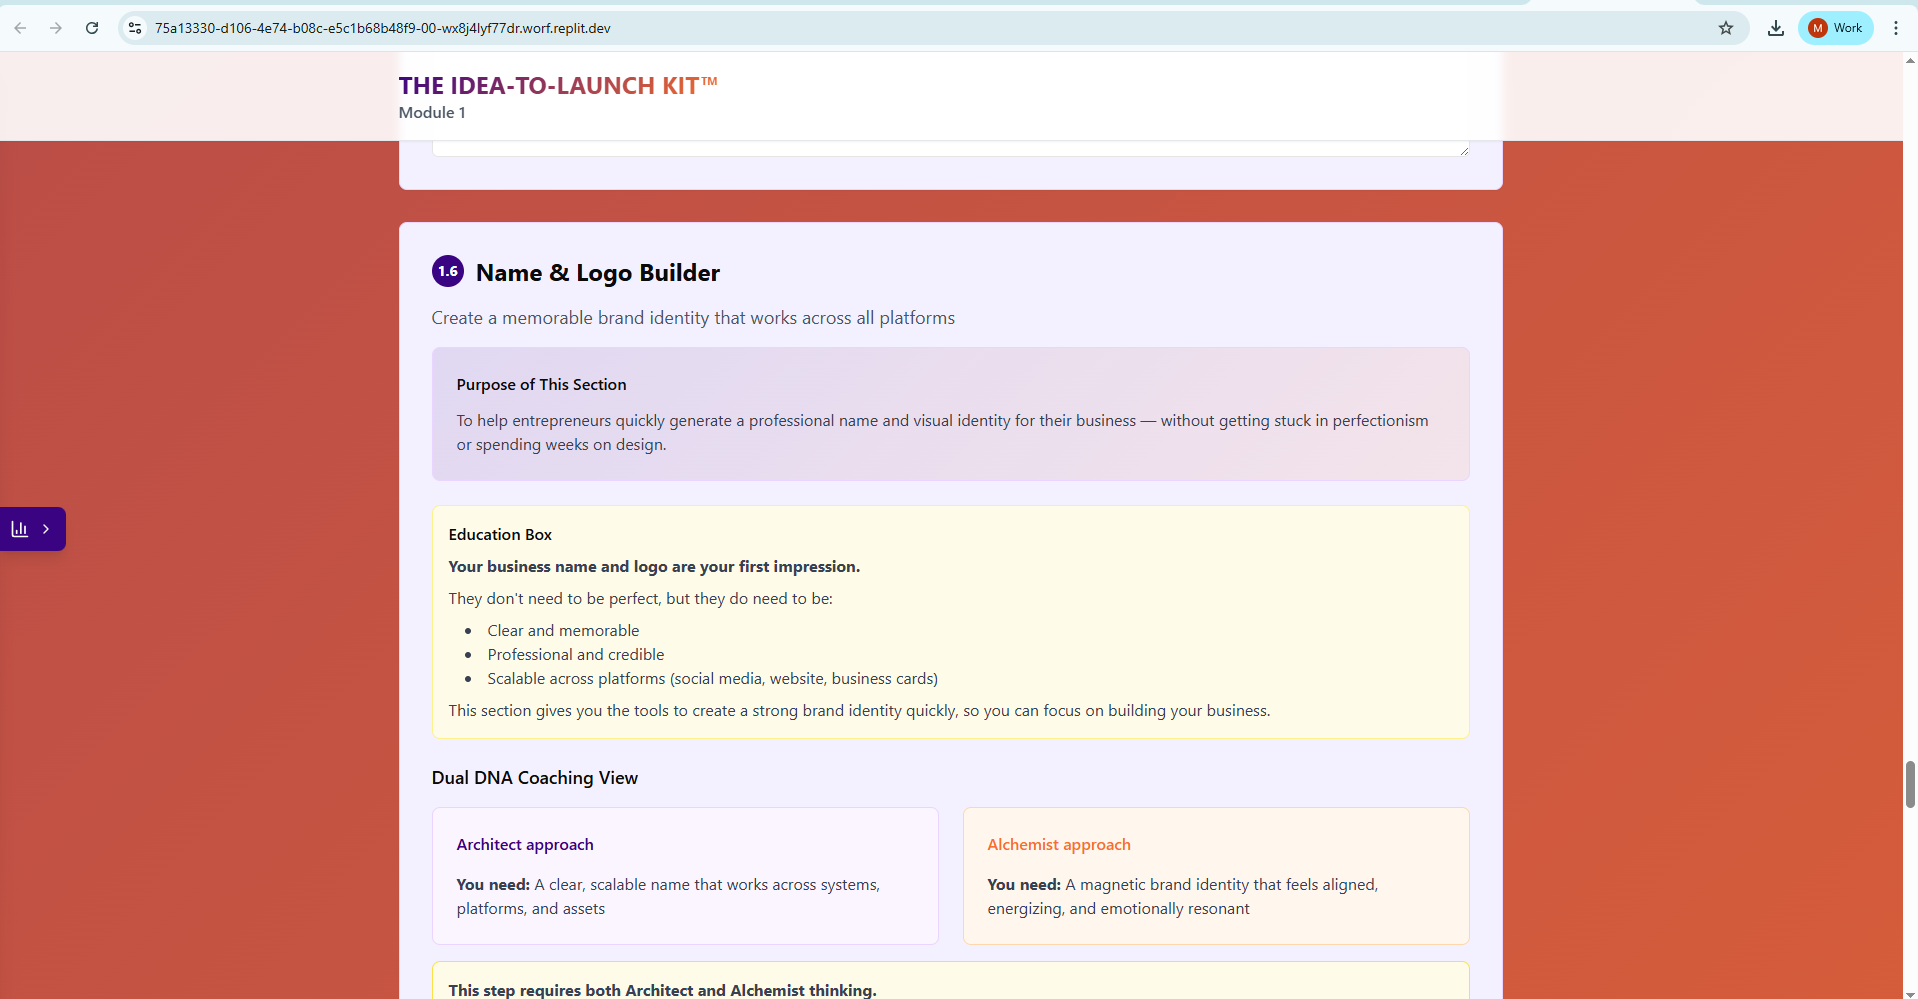 75a13330-d106-4e74-b08c-e5c1b68b48f9-00-wx8j4lyf77dr.worf.replit.dev
M Work
THE IDEA-TO-LAUNCH KIT™
Module 1
1.6 Name & Logo Builder
Create a memorable brand identity that works across all platforms
Purpose of This Section
To help entrepreneurs quickly generate a professional name and visual identity for their business — without getting stuck in perfectionism
or spending weeks on design.
Education Box
Your business name and logo are your first impression.
They don't need to be perfect, but they do need to be:
• Clear and memorable
• Professional and credible
• Scalable across platforms (social media, website, business cards)
This section gives you the tools to create a strong brand identity quickly, so you can focus on building your business.
Dual DNA Coaching View
Architect approach
You need: A clear, scalable name that works across systems,
platforms, and assets
Alchemist approach
You need: A magnetic brand identity that feels aligned,
energizing, and emotionally resonant
This step requires both Architect and Alchemist thinking.